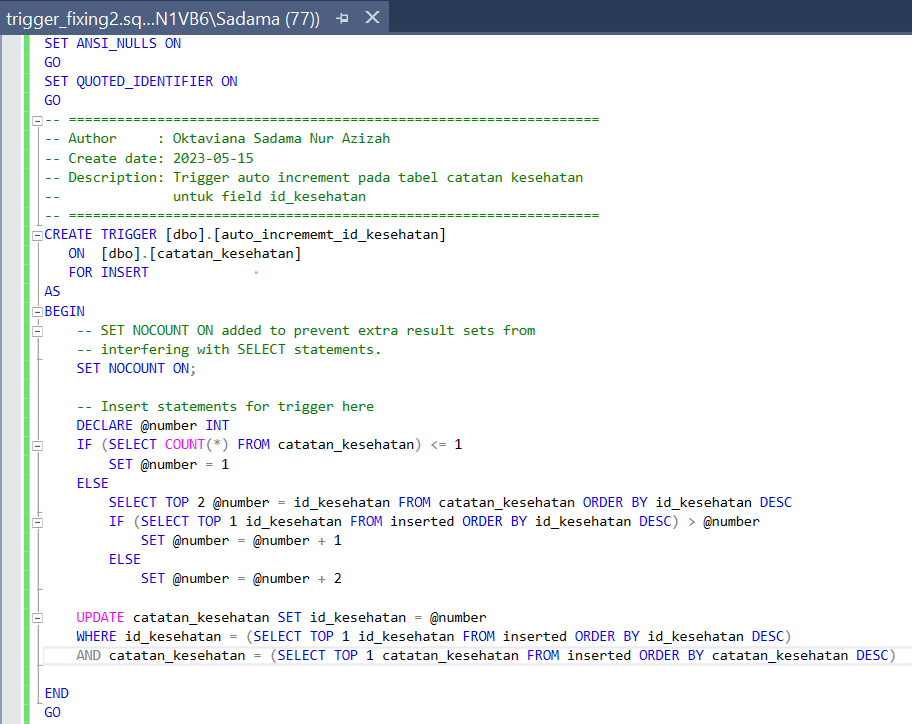 trigger_fixing2.sq...N1VB6\Sadama (77))
SET ANSI_NULLS ON
GO
SET QUOTED_IDENTIFIER ON
GO
-- ==================================================================
-- Author     : Oktaviana Sadama Nur Azizah
-- Create date: 2023-05-15
-- Description: Trigger auto increment pada tabel catatan kesehatan
--              untuk field id_kesehatan
-- ==================================================================
CREATE TRIGGER [dbo].[auto_incrememt_id_kesehatan]
   ON  [dbo].[catatan_kesehatan]
   FOR INSERT
AS
BEGIN
    -- SET NOCOUNT ON added to prevent extra result sets from
    -- interfering with SELECT statements.
    SET NOCOUNT ON;

    -- Insert statements for trigger here
    DECLARE @number INT
    IF (SELECT COUNT(*) FROM catatan_kesehatan) <= 1
        SET @number = 1
    ELSE
        SELECT TOP 2 @number = id_kesehatan FROM catatan_kesehatan ORDER BY id_kesehatan DESC
        IF (SELECT TOP 1 id_kesehatan FROM inserted ORDER BY id_kesehatan DESC) > @number
            SET @number = @number + 1
        ELSE
            SET @number = @number + 2

    UPDATE catatan_kesehatan SET id_kesehatan = @number
    WHERE id_kesehatan = (SELECT TOP 1 id_kesehatan FROM inserted ORDER BY id_kesehatan DESC)
    AND catatan_kesehatan = (SELECT TOP 1 catatan_kesehatan FROM inserted ORDER BY catatan_kesehatan DESC)

END
GO